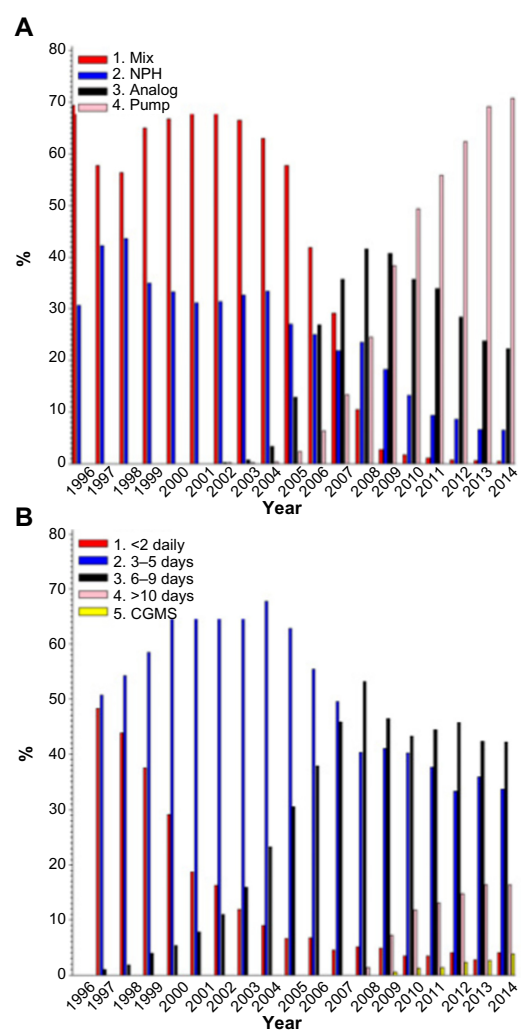 A
80
70
60
50
40
30
20
10
0
%
1. Mix
2. NPH
3. Analog
4. Pump
1996 1997 1998 1999 2000 2001 2002 2003 2004 2005 2006 2007 2008 2009 2010 2011 2012 2013 2014
Year
B
80
70
60
50
40
30
20
10
0
%
1. <2 daily
2. 3–5 days
3. 6–9 days
4. >10 days
5. CGMS
1996 1997 1998 1999 2000 2001 2002 2003 2004 2005 2006 2007 2008 2009 2010 2011 2012 2013 2014
Year